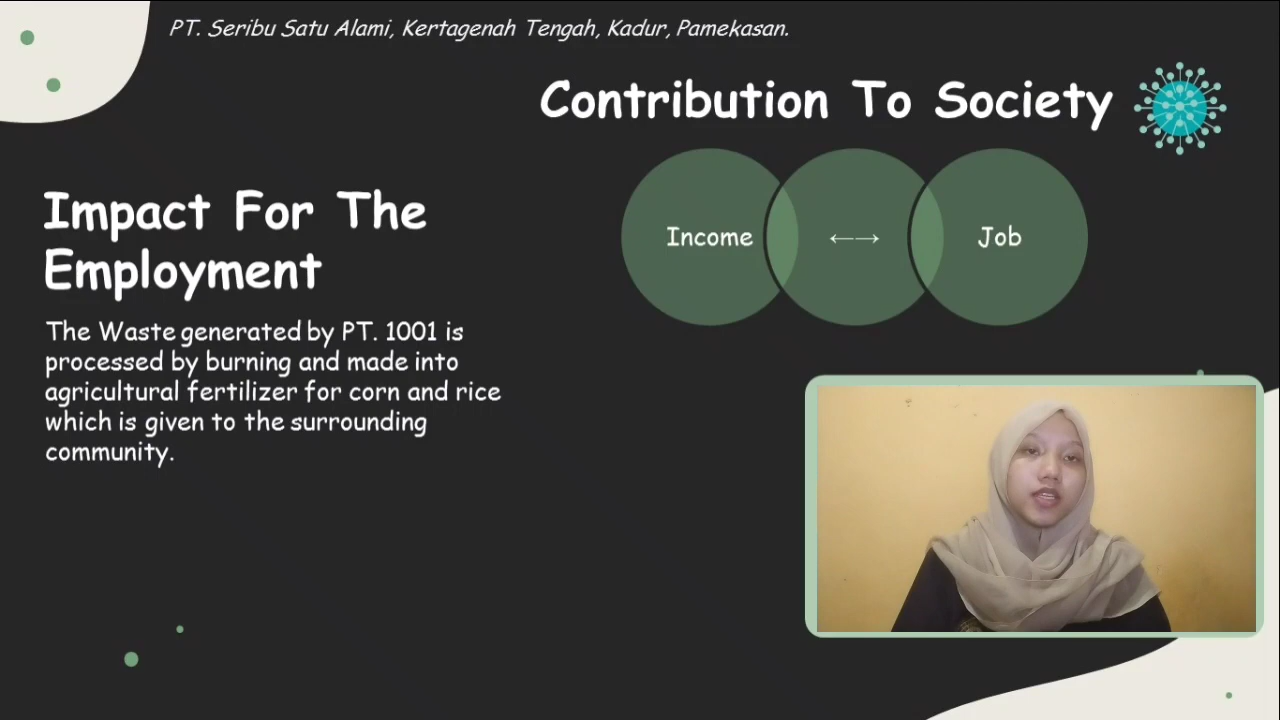 PT. Seribu Satu Alami, Kertagenah Tengah, Kadur, Pamekasan.
Contribution To Society
Impact For The
Employment
The Waste generated by PT. 1001 is
processed by burning and made into
agricultural fertilizer for corn and rice
which is given to the surrounding
community.
Income
←→
Job